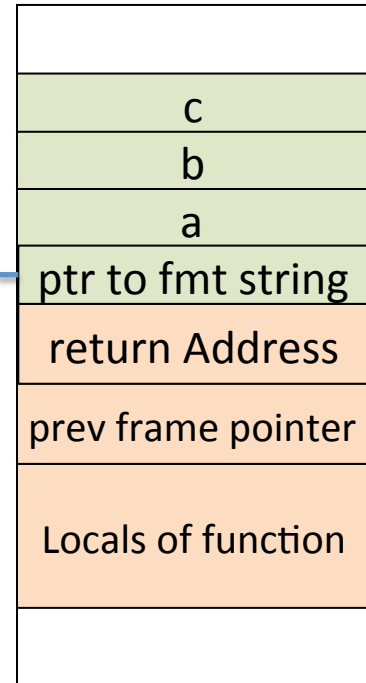 c
b
a
ptr to fmt string
return Address
prev frame pointer
Locals of function